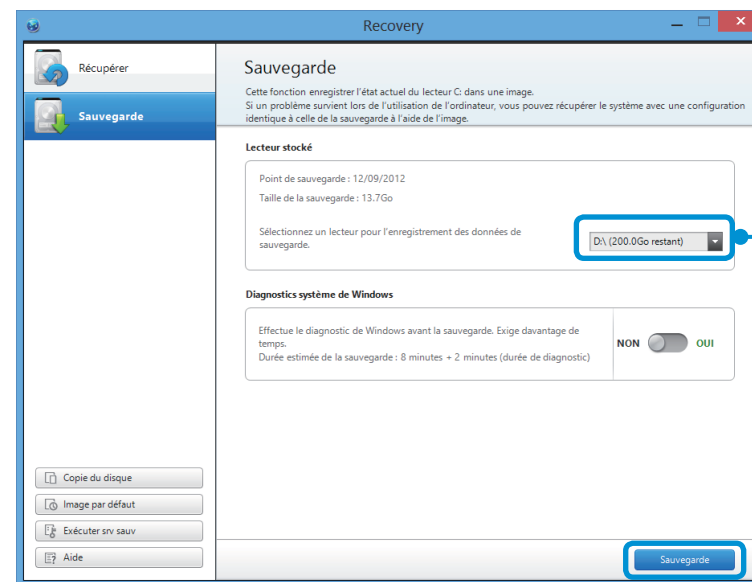 Recovery
Récupérer
Sauvegarde
Sauvegarde
Cette fonction enregistrer l'état actuel du lecteur C: dans une image.
Si un problème survient lors de l'utilisation de l'ordinateur, vous pouvez récupérer le système avec une configuration
identique à celle de la sauvegarde à l'aide de l'image.
Lecteur stocké
Point de sauvegarde : 12/09/2012
Taille de la sauvegarde : 13.7Go
Sélectionnez un lecteur pour l'enregistrement des données de
sauvegarde.
D:\ (200.0Go restant)
Diagnostics système de Windows
Effectue le diagnostic de Windows avant la sauvegarde. Exige davantage de
temps.
Durée estimée de la sauvegarde : 8 minutes + 2 minutes (durée de diagnostic)
NON OUI
Copie du disque
Image par défaut
Exécuter srv sauv
Aide
Sauvegarde